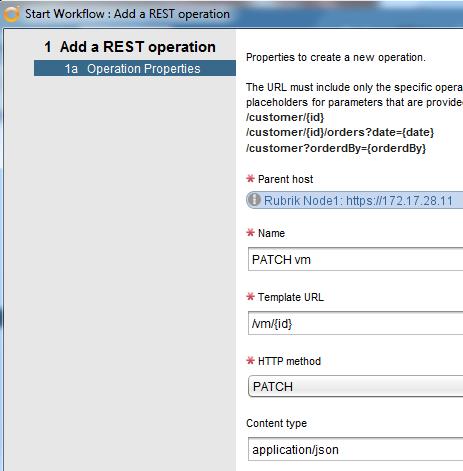 Start Workflow : Add a REST operation
1 Add a REST operation
1a Operation Properties
Properties to create a new operation.
The URL must include only the specific opera
placeholders for parameters that are provide
/customer/{id}
/customer/{id}/orders?date={date}
/customer?orderdBy={orderdBy}
* Parent host
Rubrik Node1: https://172.17.28.11
* Name
PATCH vm
* Template URL
/vm/{id}
* HTTP method
PATCH
Content type
application/json